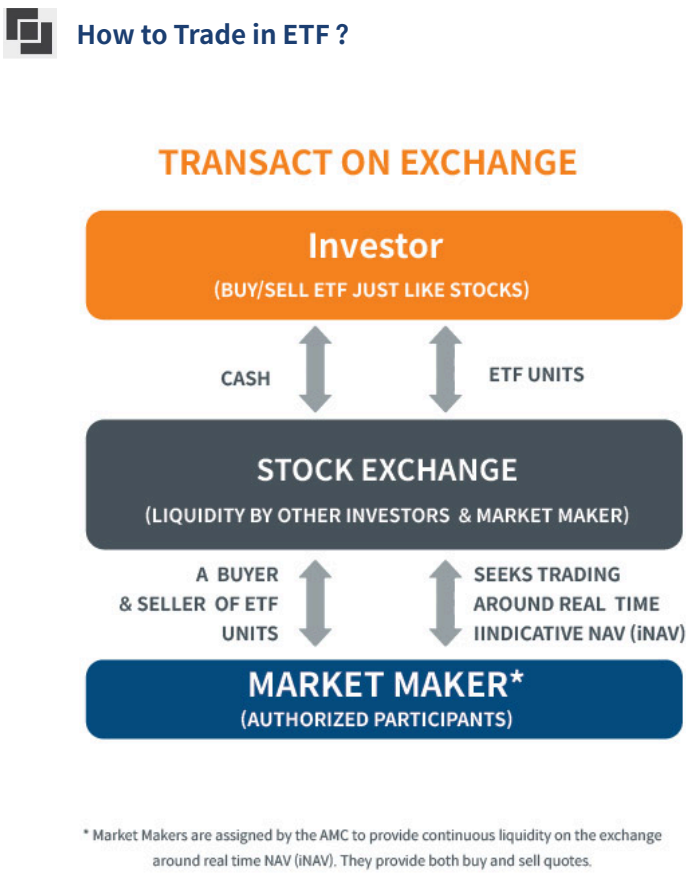 How to Trade in ETF ?
TRANSACT ON EXCHANGE
Investor
(BUY/SELL ETF JUST LIKE STOCKS)
CASH
ETF UNITS
STOCK EXCHANGE
(LIQUIDITY BY OTHER INVESTORS & MARKET MAKER)
A BUYER
& SELLER OF ETF
UNITS
SEEKS TRADING
AROUND REAL TIME
IINDICATIVE NAV (iNAV)
MARKET MAKER*
(AUTHORIZED PARTICIPANTS)
* Market Makers are assigned by the AMC to provide continuous liquidity on the exchange
around real time NAV (iNAV). They provide both buy and sell quotes.